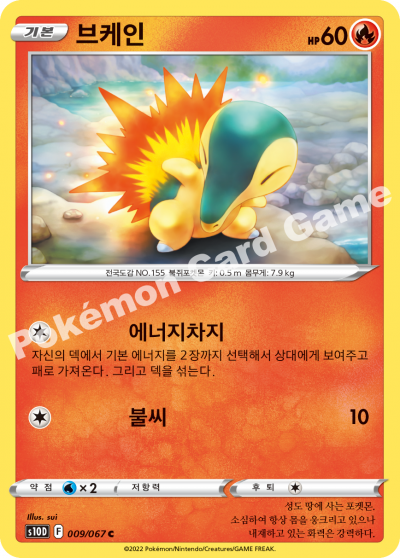 기본 브케인 HP60
전국도감 NO.155 불쥐포켓몬 키: 0.5 m 몸무게: 7.9 kg
Pokémon Card Game
에너지차지
자신의 덱에서 기본 에너지를 2장까지 선택해서 상대에게 보여주고
패로 가져온다. 그리고 덱을 섞는다.
불씨 10
약점 ×2 저항력 후퇴
Illus. sui
s10D F 009/067 C
성도 땅에 사는 포켓몬.
소심하여 항상 몸을 웅크리고 있으나
내재하고 있는 화력은 강력하다.
©2022 Pokémon/Nintendo/Creatures/GAME FREAK.